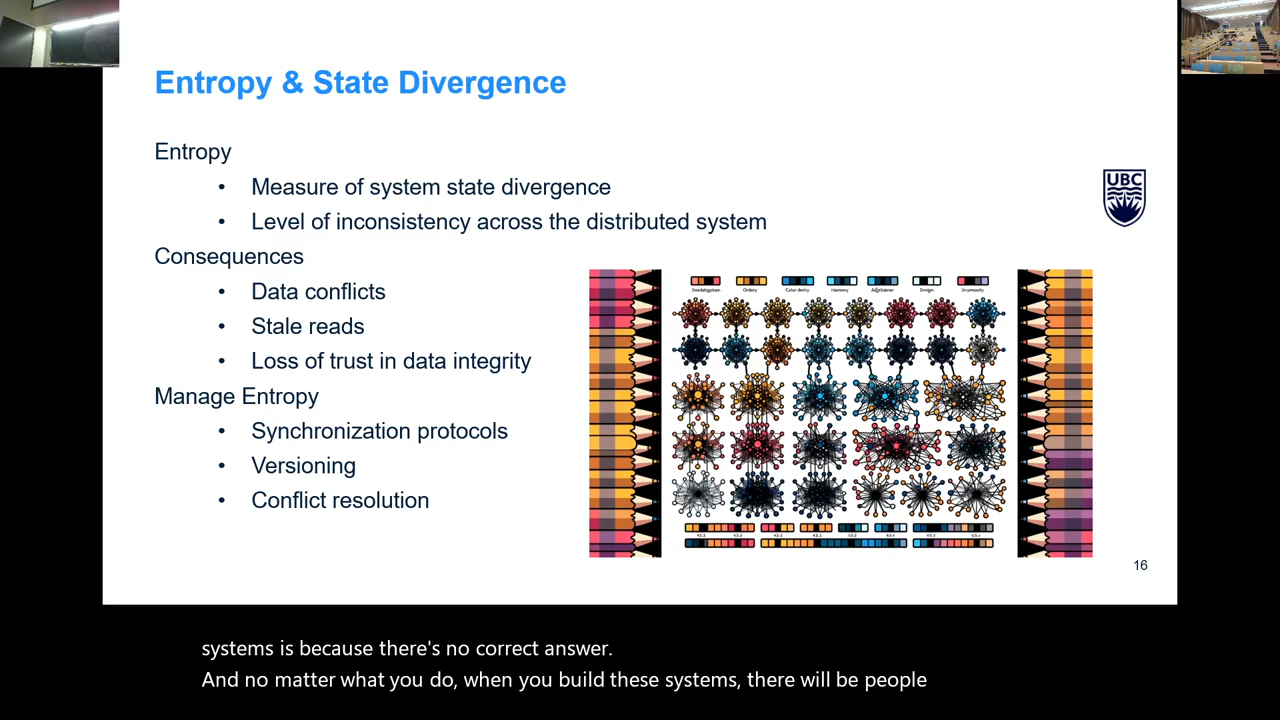 Entropy & State Divergence
Entropy
• Measure of system state divergence
• Level of inconsistency across the distributed system
UBC
Consequences
• Data conflicts
• Stale reads
• Loss of trust in data integrity
Manage Entropy
• Synchronization protocols
• Versioning
• Conflict resolution
16
systems is because there's no correct answer.
And no matter what you do, when you build these systems, there will be people